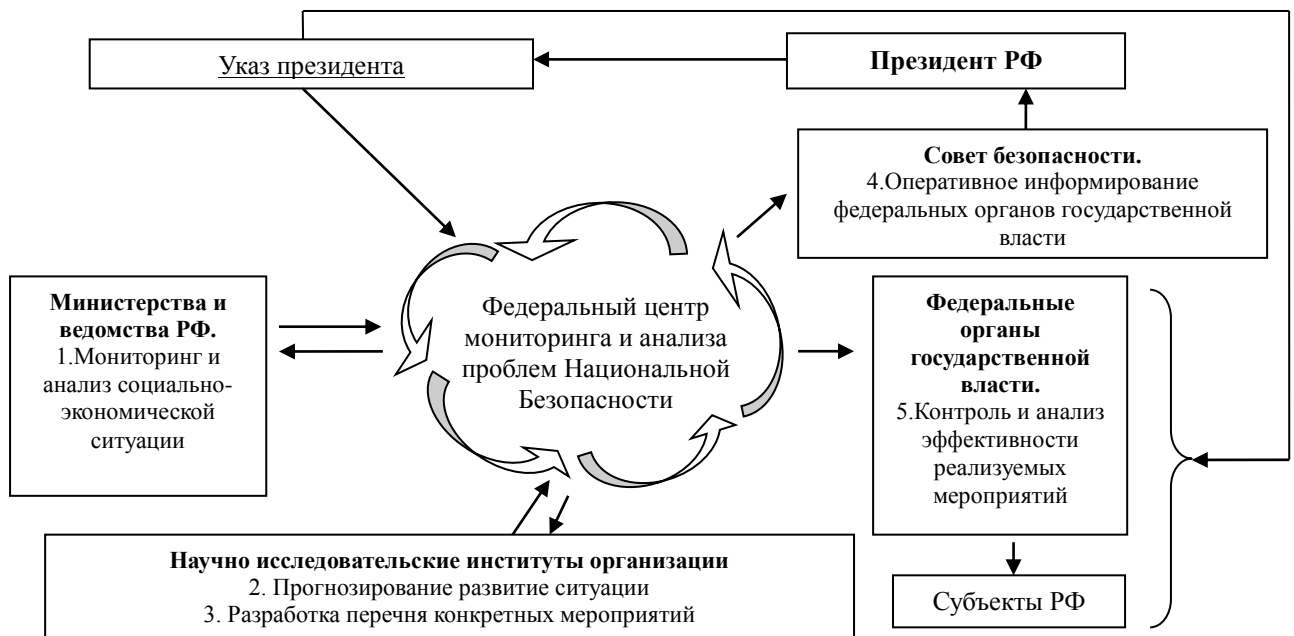 Указ президента
Президент РФ
Совет безопасности.
4.Оперативное информирование
федеральных органов государственной
власти
Министерства и
ведомства РФ.
1.Мониторинг и
анализ социально-
экономической
ситуации
Федеральный центр
мониторинга и анализа
проблем Национальной
Безопасности
Федеральные
органы
государственной
власти.
5.Контроль и анализ
эффективности
реализуемых
мероприятий
Научно исследовательские институты организации
2. Прогнозирование развитие ситуации
3. Разработка перечня конкретных мероприятий
Субъекты РФ